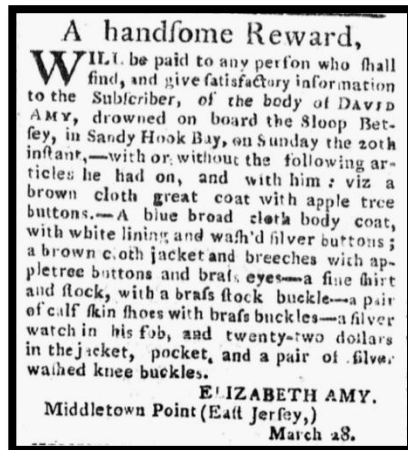 A handſome Reward,
WILL be paid to any perſon who ſhall
find, and give ſatisfactory information
to the Subſcriber, of the body of DAVID
AMY, drowned on board the Sloop Bet-
ſey, in Sandy Hook Bay, on Sunday the 20th
inſtant,—with or without the following ar-
ticles he had on, and with him: viz a
brown cloth great coat with apple tree
buttons.—A blue broad cloth body coat,
with white lining and waſh'd ſilver buttons;
a brown cloth jacket and breeches with ap-
pletree buttons and braſs eyes—a fine ſhirt
and ſtock, with a braſs ſtock buckle—a pair
of calf ſkin ſhoes with braſs buckles—a ſilver
watch in his fob, and twenty-two dollars
in the jacket, pocket, and a pair of ſilver
waſhed knee buckles.
ELIZABETH AMY.
Middletown Point (Eaſt Jerſey,)
March 28.